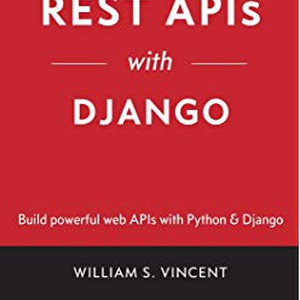 REST APIs
with
DJANGO
Build powerful web APIs with Python & Django
WILLIAM S. VINCENT